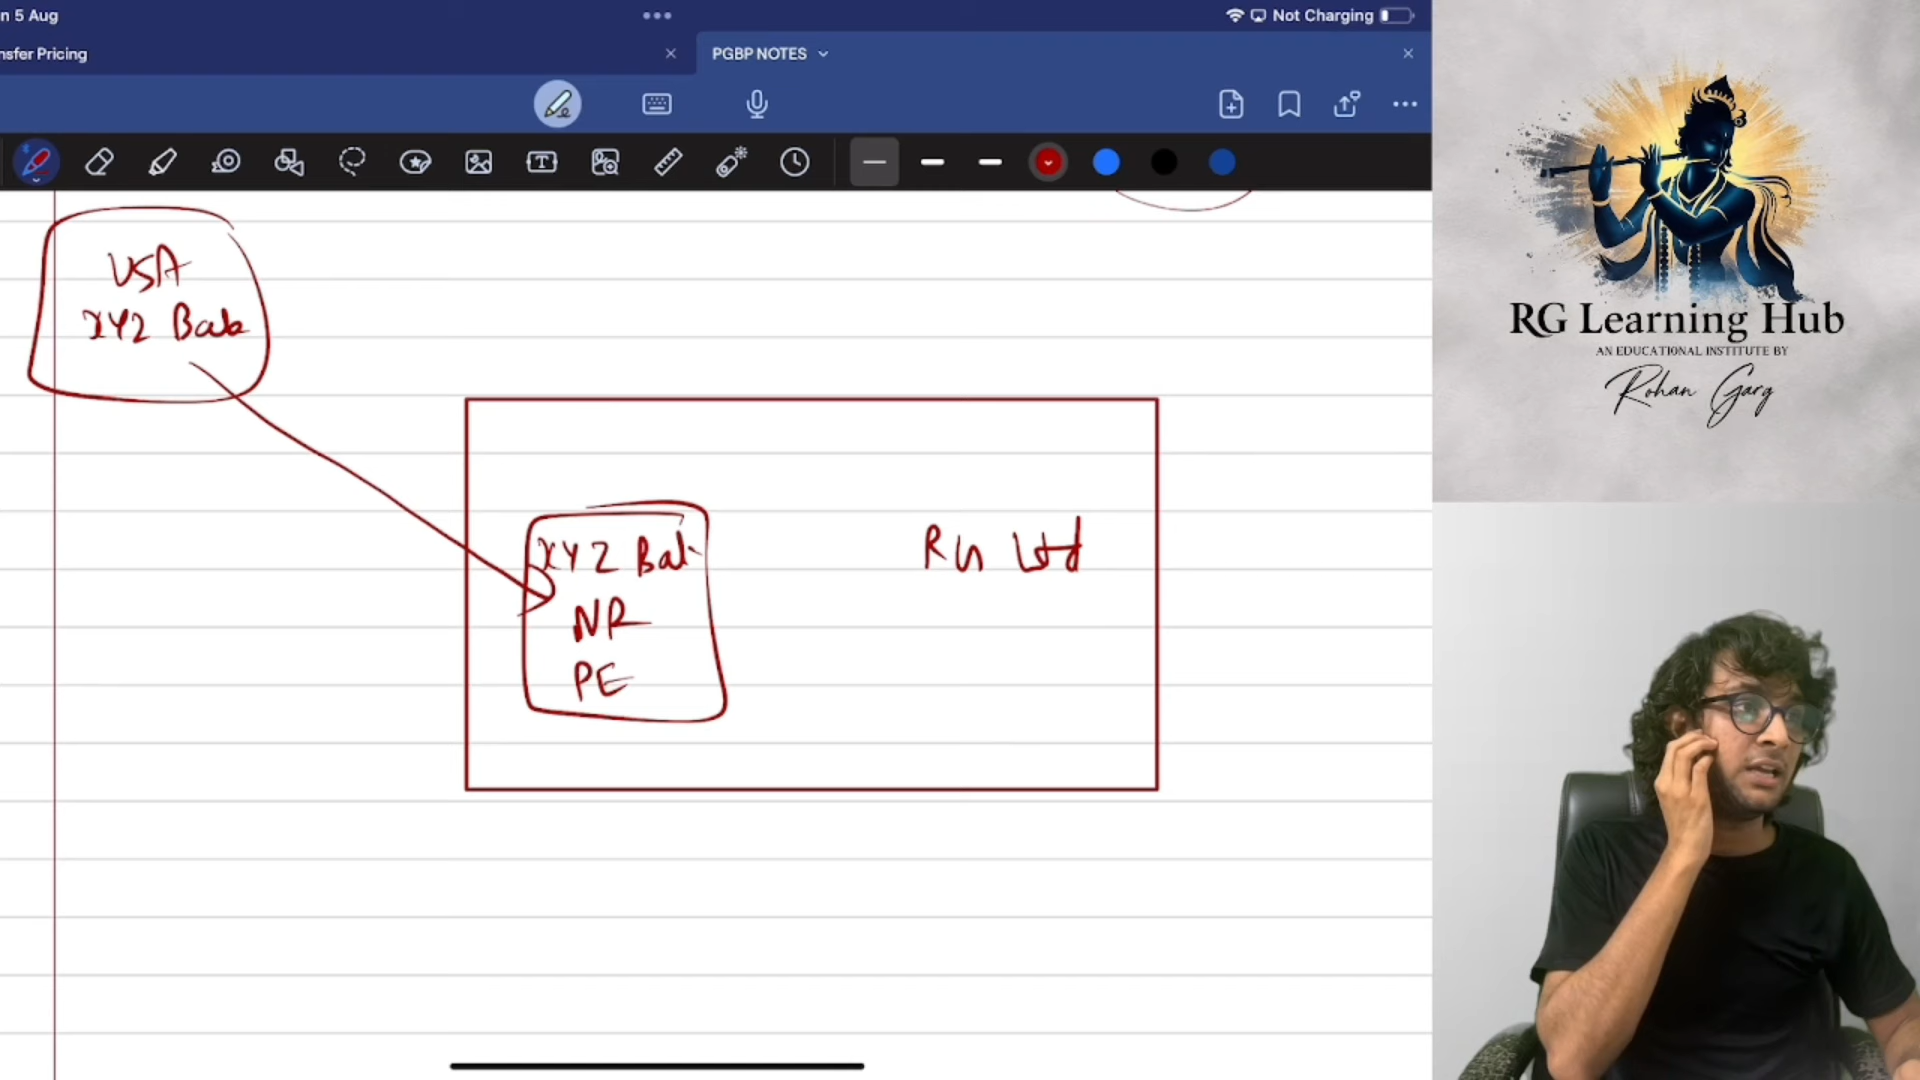 n 5 Aug
Not Charging
nsfer Pricing
PGBP NOTES
USA
XYZ Bank
XYZ Bank
NR
PE
RG Ltd
RG Learning Hub
AN EDUCATIONAL INSTITUTE BY
Rohan Garg